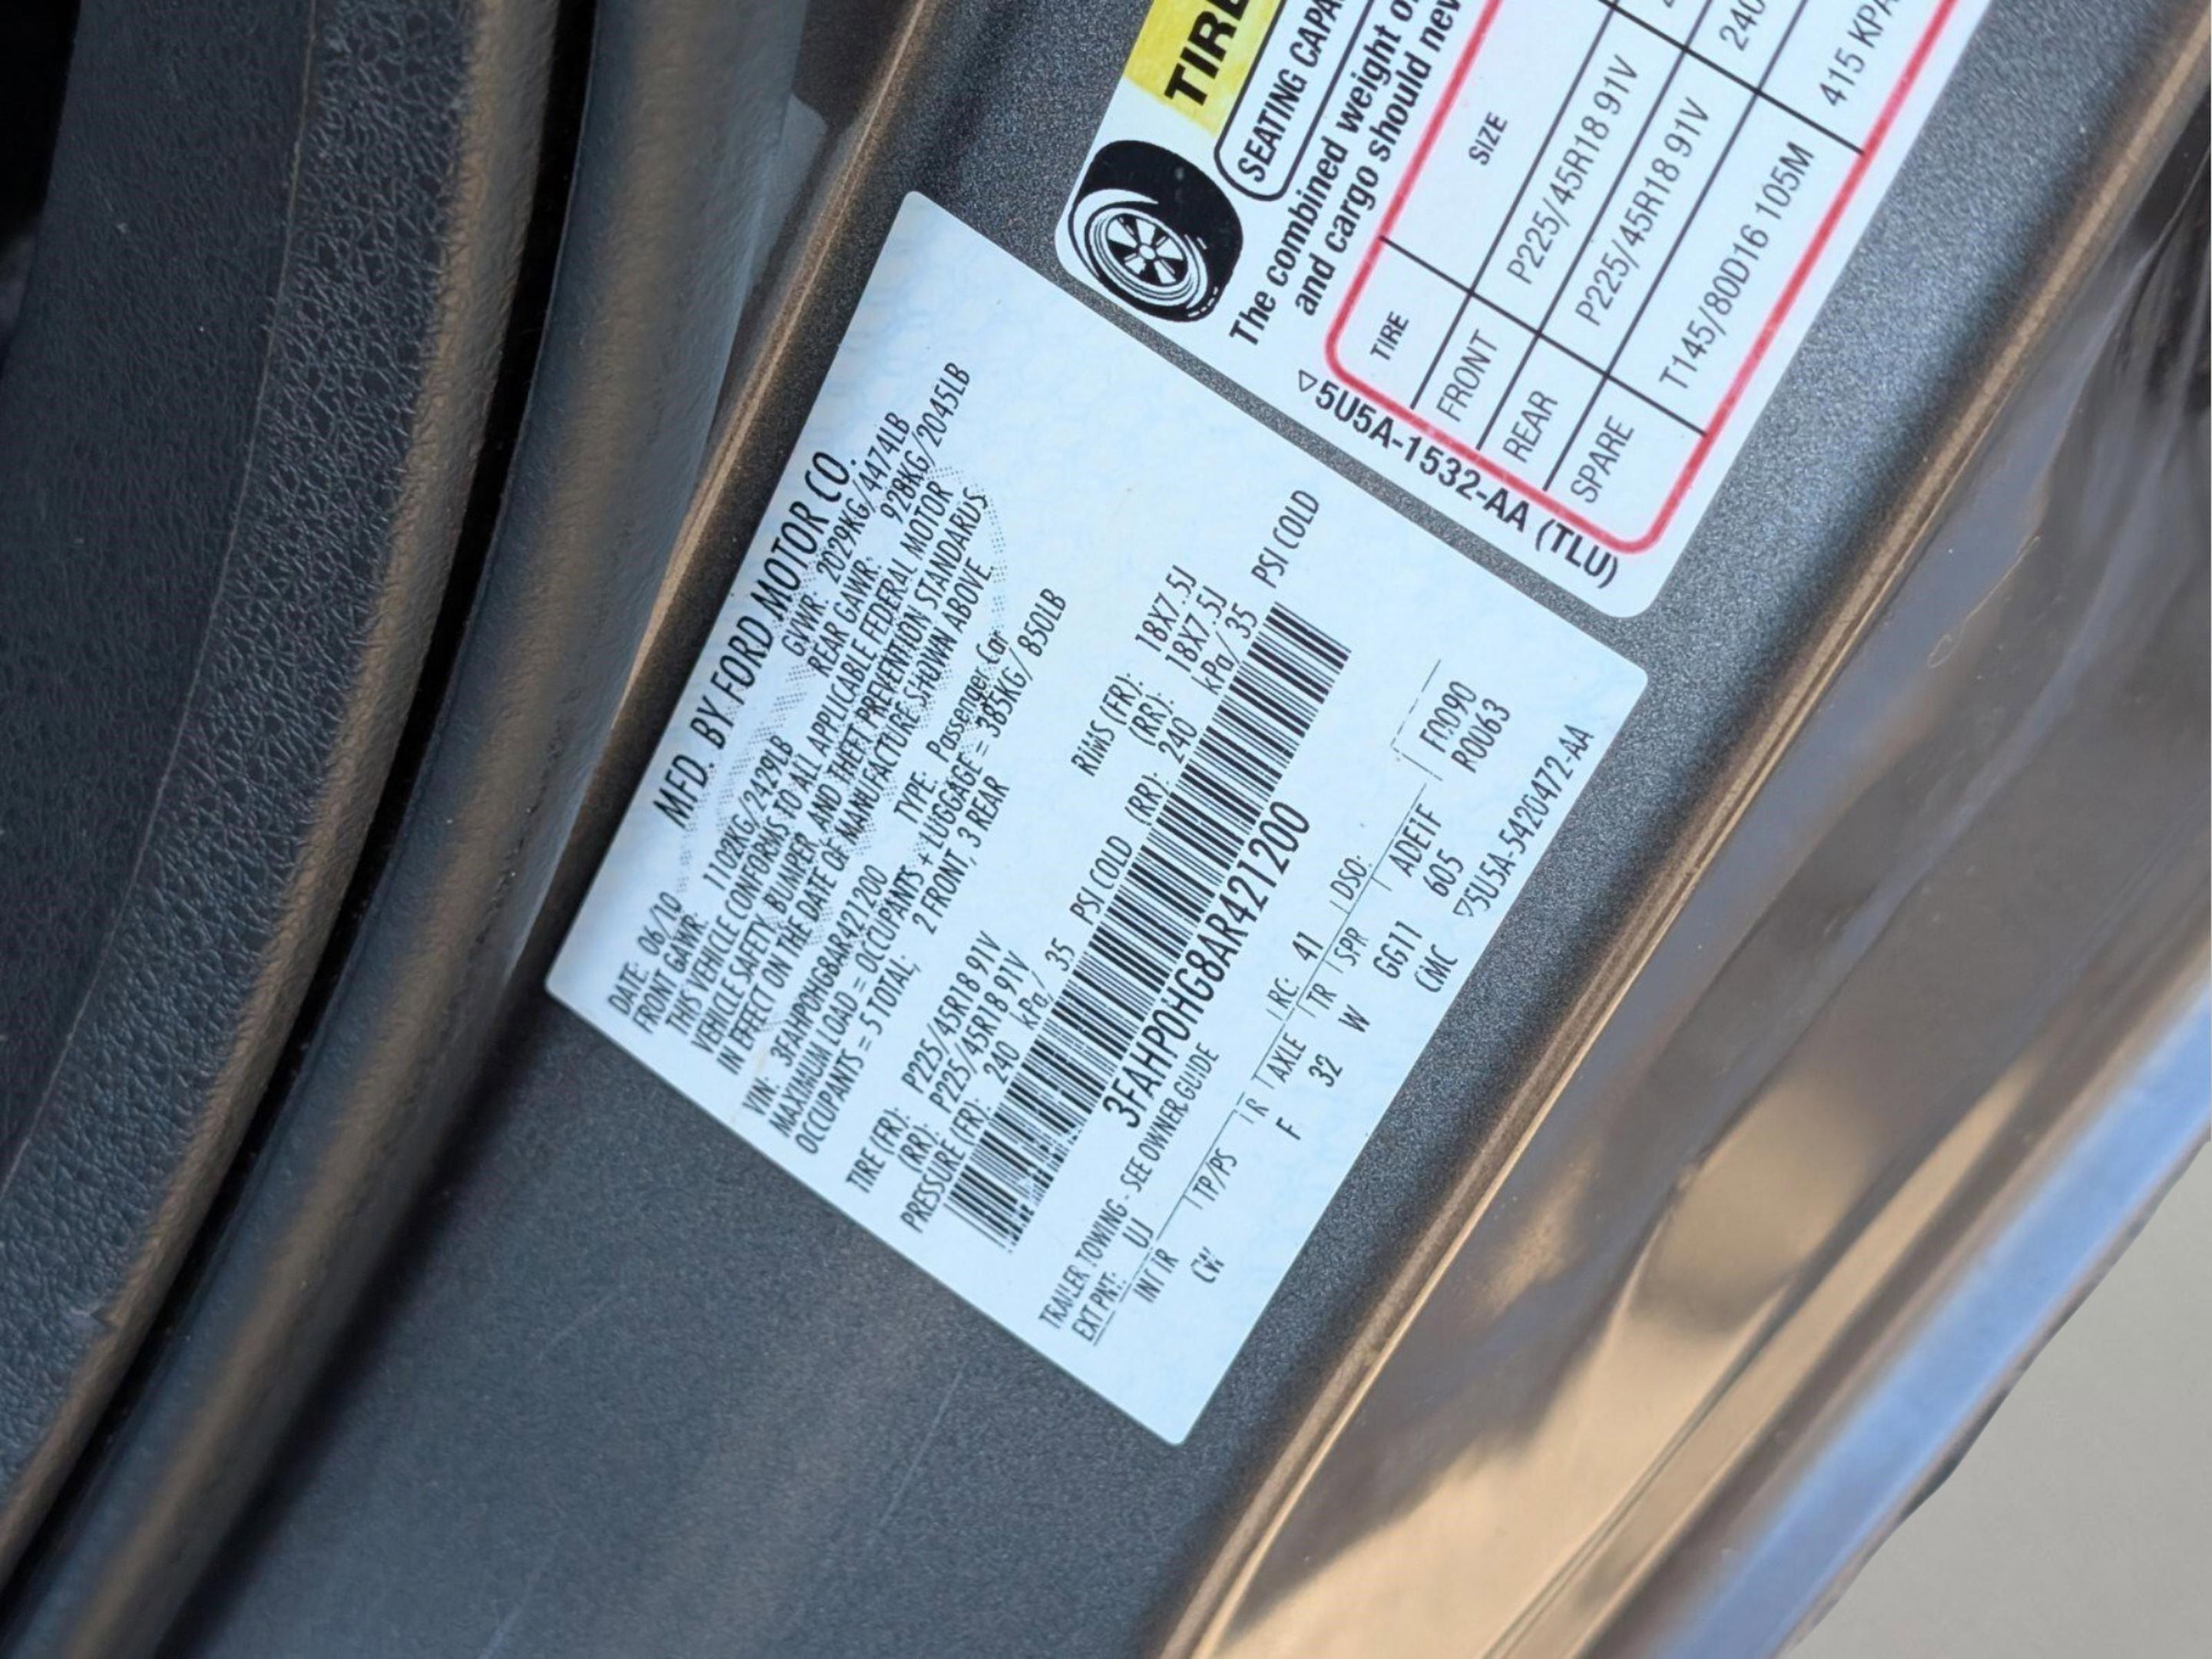 MFD. BY FORD MOTOR CO.
DATE: 06/10 GVWR: 2029KG/4474LB
FRONT GAWR: 1102KG/2429LB REAR GAWR: 928KG/2045LB
THIS VEHICLE CONFORMS TO ALL APPLICABLE FEDERAL MOTOR
VEHICLE SAFETY, BUMPER, AND THEFT PREVENTION STANDARDS
IN EFFECT ON THE DATE OF MANUFACTURE SHOWN ABOVE.
VIN: 3FAHP0HG8AR421200 TYPE: Passenger Car
MAXIMUM LOAD = OCCUPANTS + LUGGAGE = 385KG/850LB
OCCUPANTS = 5 TOTAL; 2 FRONT, 3 REAR
TIRE (FR): P225/45R18 91V RIMS (FR): 18X7.5J
(RR): P225/45R18 91V (RR): 18X7.5J
PRESSURE (FR): 240 kPa/ 35 PSI COLD (RR): 240 kPa/ 35 PSI COLD
3FAHP0HG8AR421200
TRAILER TOWING - SEE OWNER GUIDE
EXT PNT: UJ RC: 41 DSO:
INT TR TP/PS R AXLE TR SPR
CW F 32 W GG11 ADE1F
CMC 605 R0U63
▽5U5A-5420472-AA
TIRE
SEATING CAPA
The combined weight o
and cargo should nev
TIRE SIZE
FRONT P225/45R18 91V
REAR P225/45R18 91V 240
SPARE T145/80D16 105M 415 KPA
▽5U5A-1532-AA (TLU)